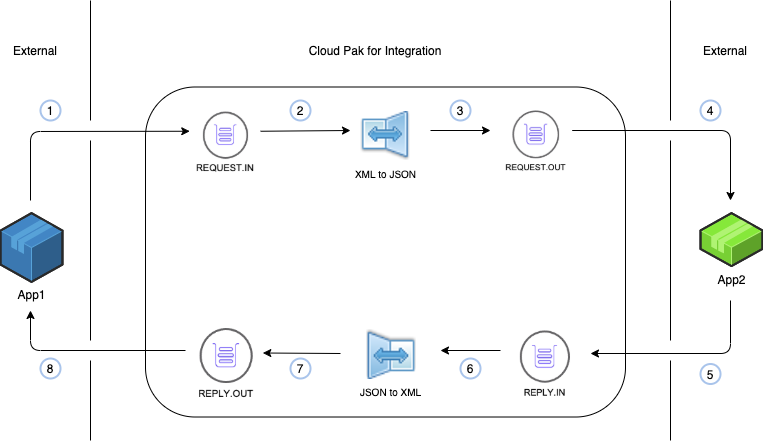 External
Cloud Pak for Integration
External
1
2
3
4
REQUEST.IN
XML to JSON
REQUEST.OUT
App1
App2
8
REPLY.OUT
7
JSON to XML
6
REPLY.IN
5